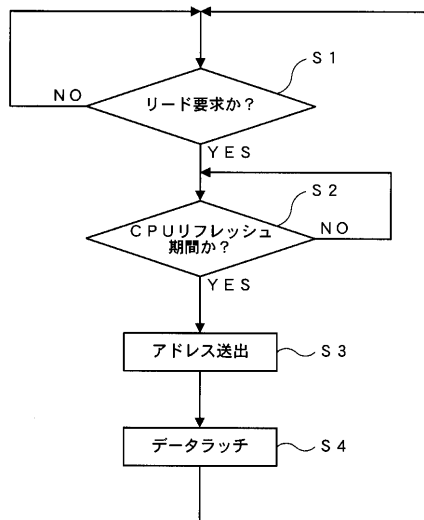 S1
リード要求か？
NO
YES
S2
CPUリフレッシュ
期間か？
NO
YES
アドレス送出
S3
データラッチ
S4